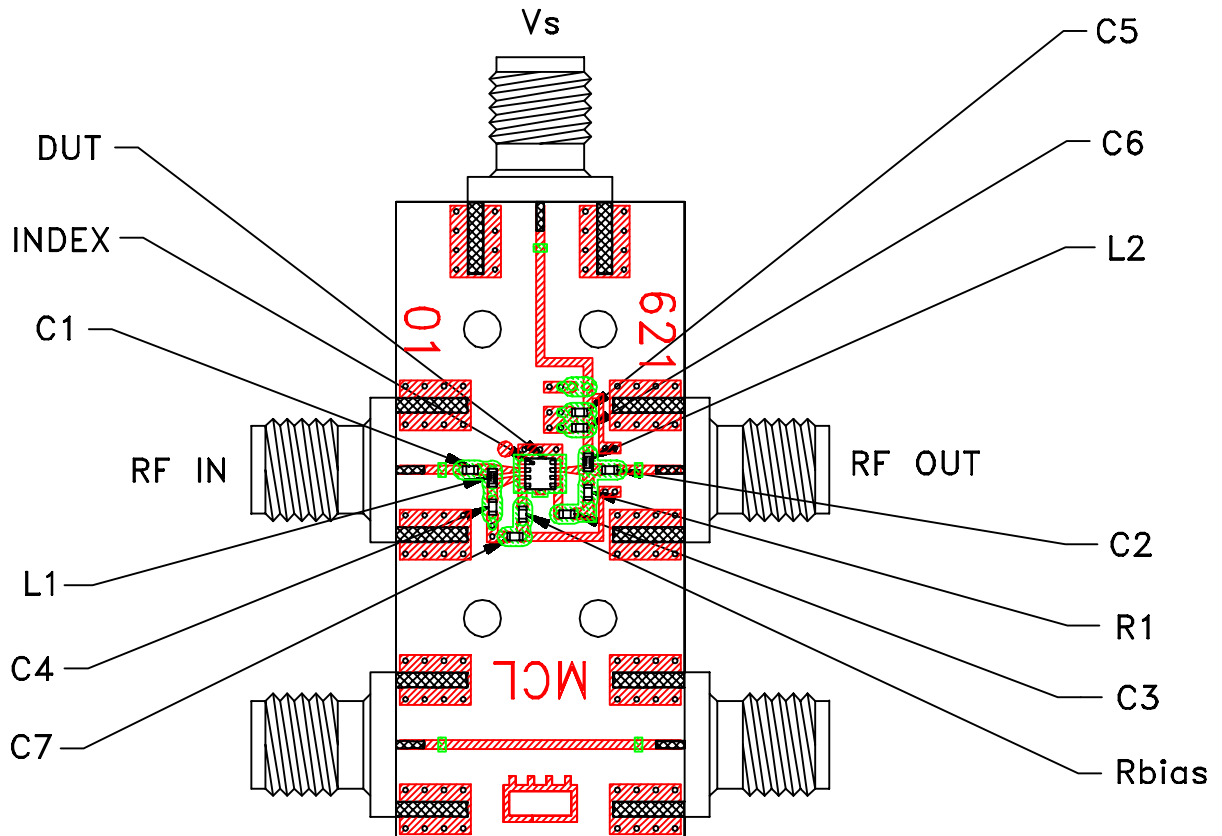 Vs
C5
DUT
C6
INDEX
L2
C1
01
621
RF IN
RF OUT
C2
L1
R1
C4
MCL
C3
C7
Rbias